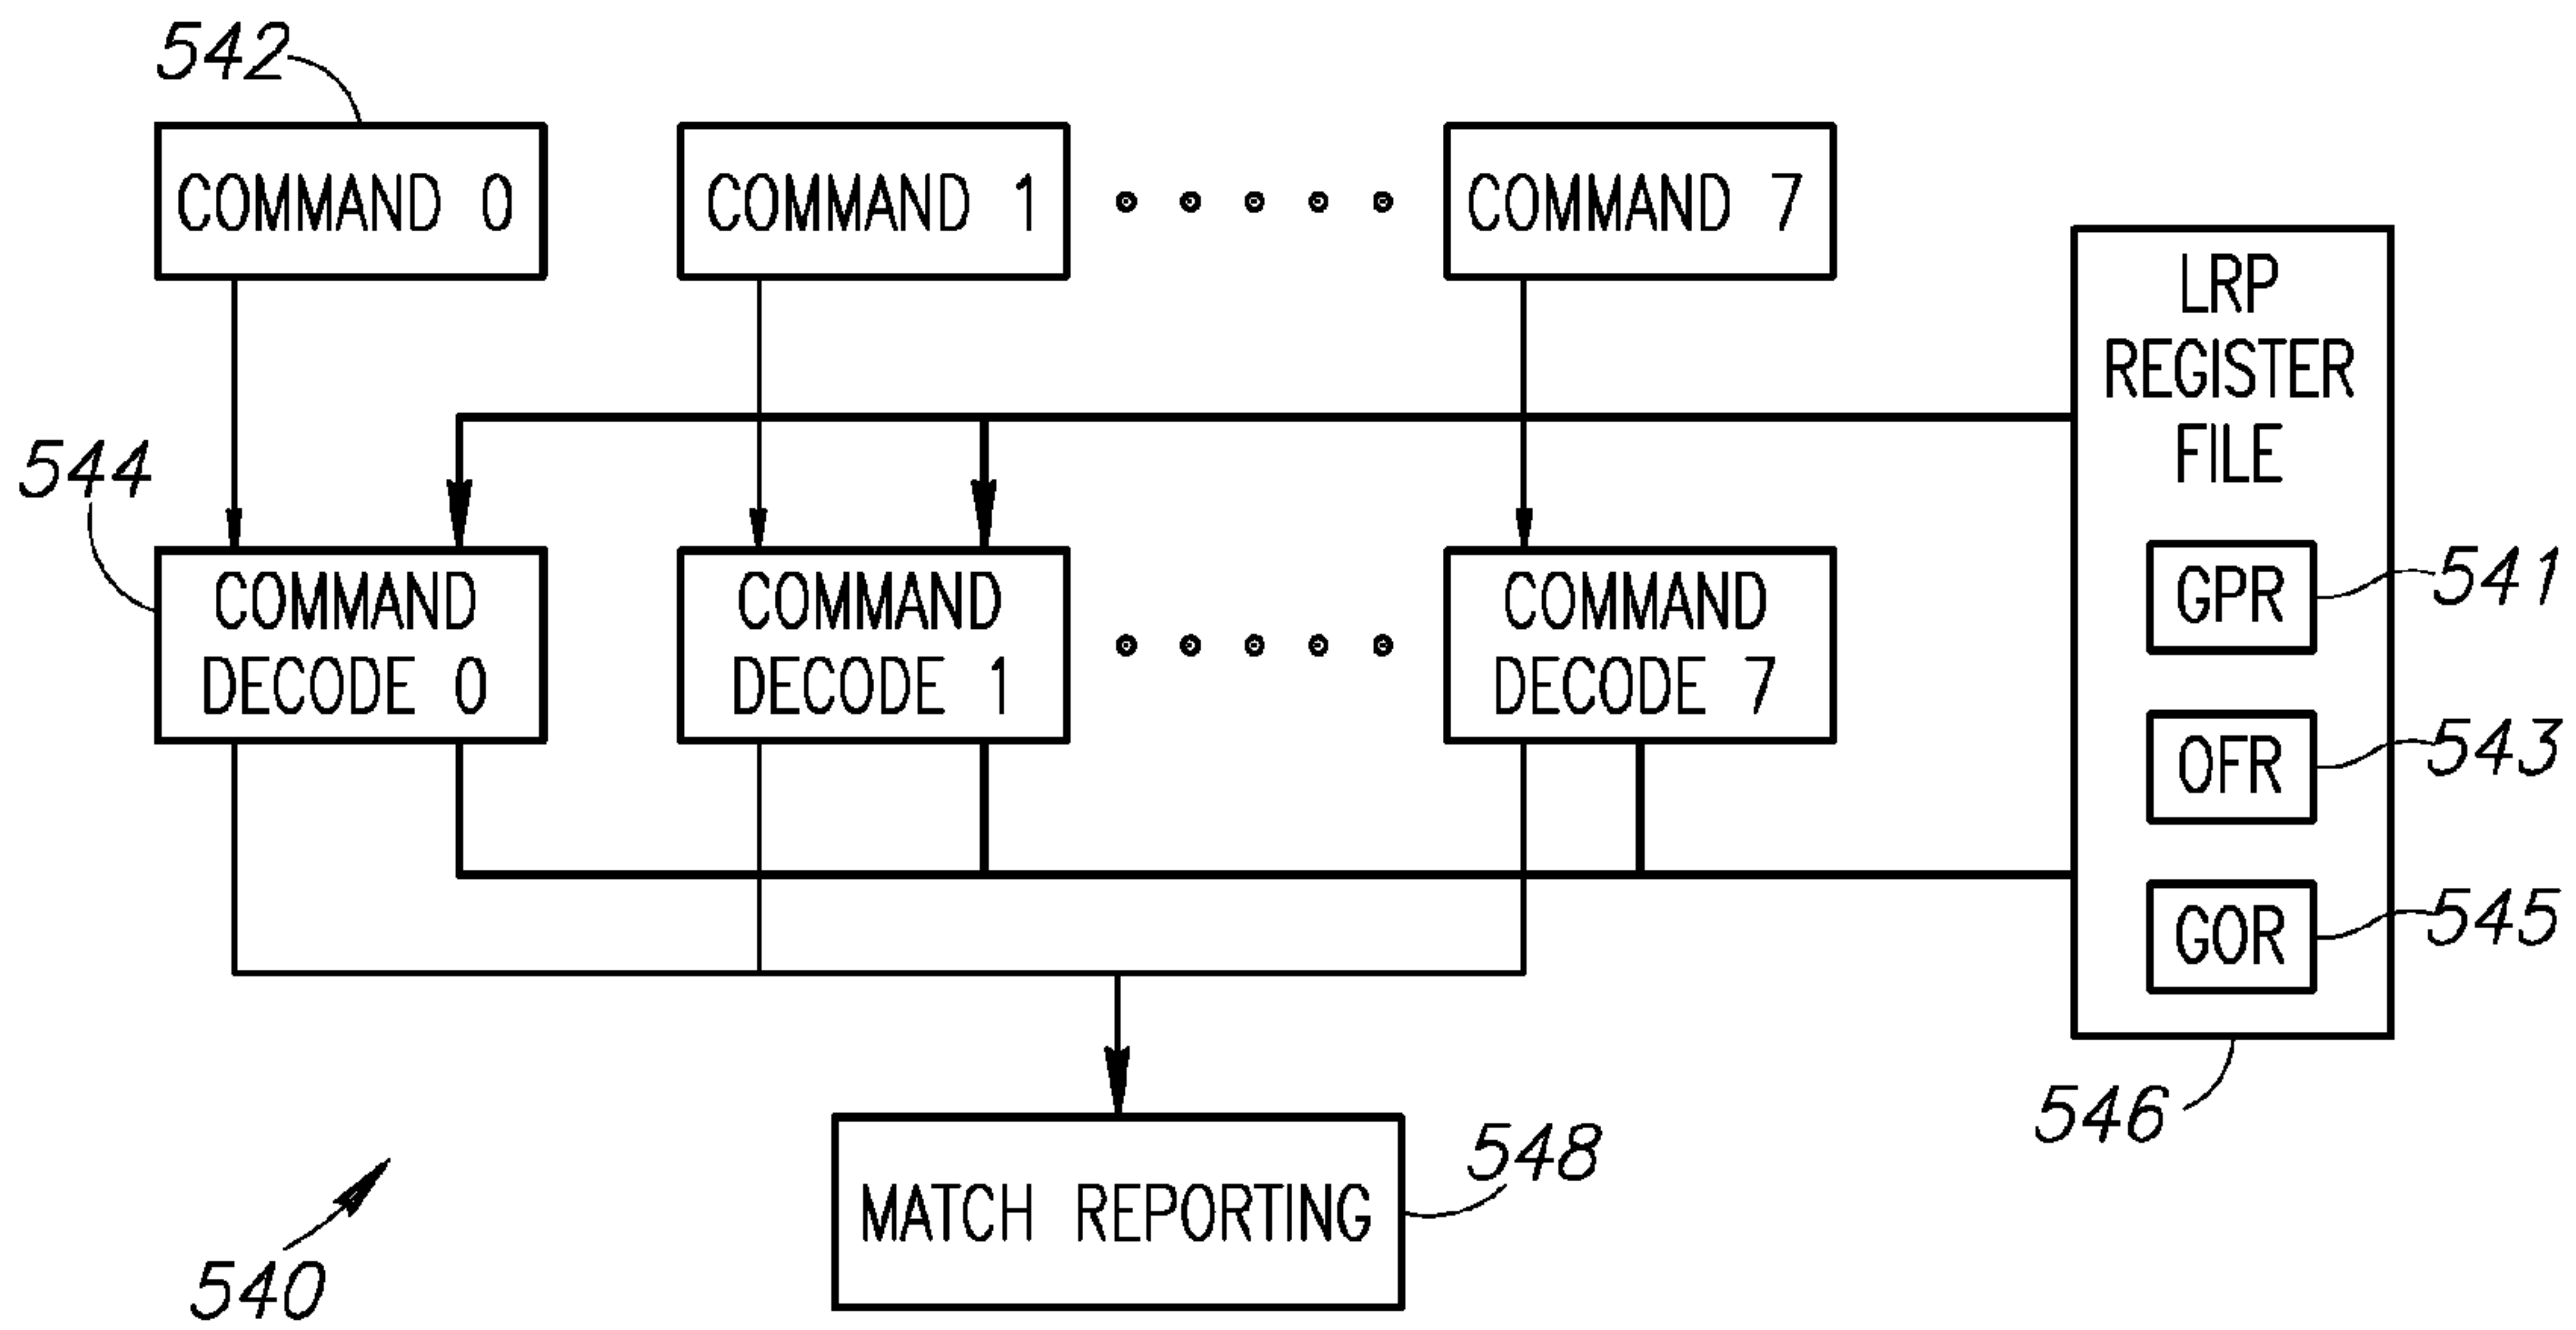 542
COMMAND 0
COMMAND 1
COMMAND 7
LRP
REGISTER
FILE
544
COMMAND
DECODE 0
COMMAND
DECODE 1
COMMAND
DECODE 7
GPR
541
OFR
543
GOR
545
546
548
MATCH REPORTING
540